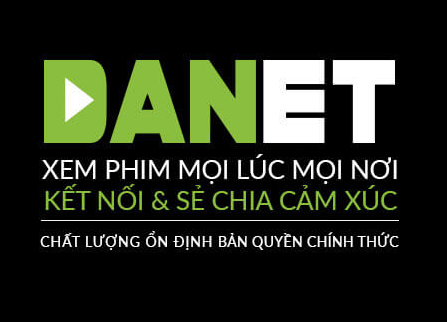 DANET
XEM PHIM MỌI LÚC MỌI NƠI
KẾT NỐI & SẺ CHIA CẢM XÚC
CHẤT LƯỢNG ỔN ĐỊNH BẢN QUYỀN CHÍNH THỨC